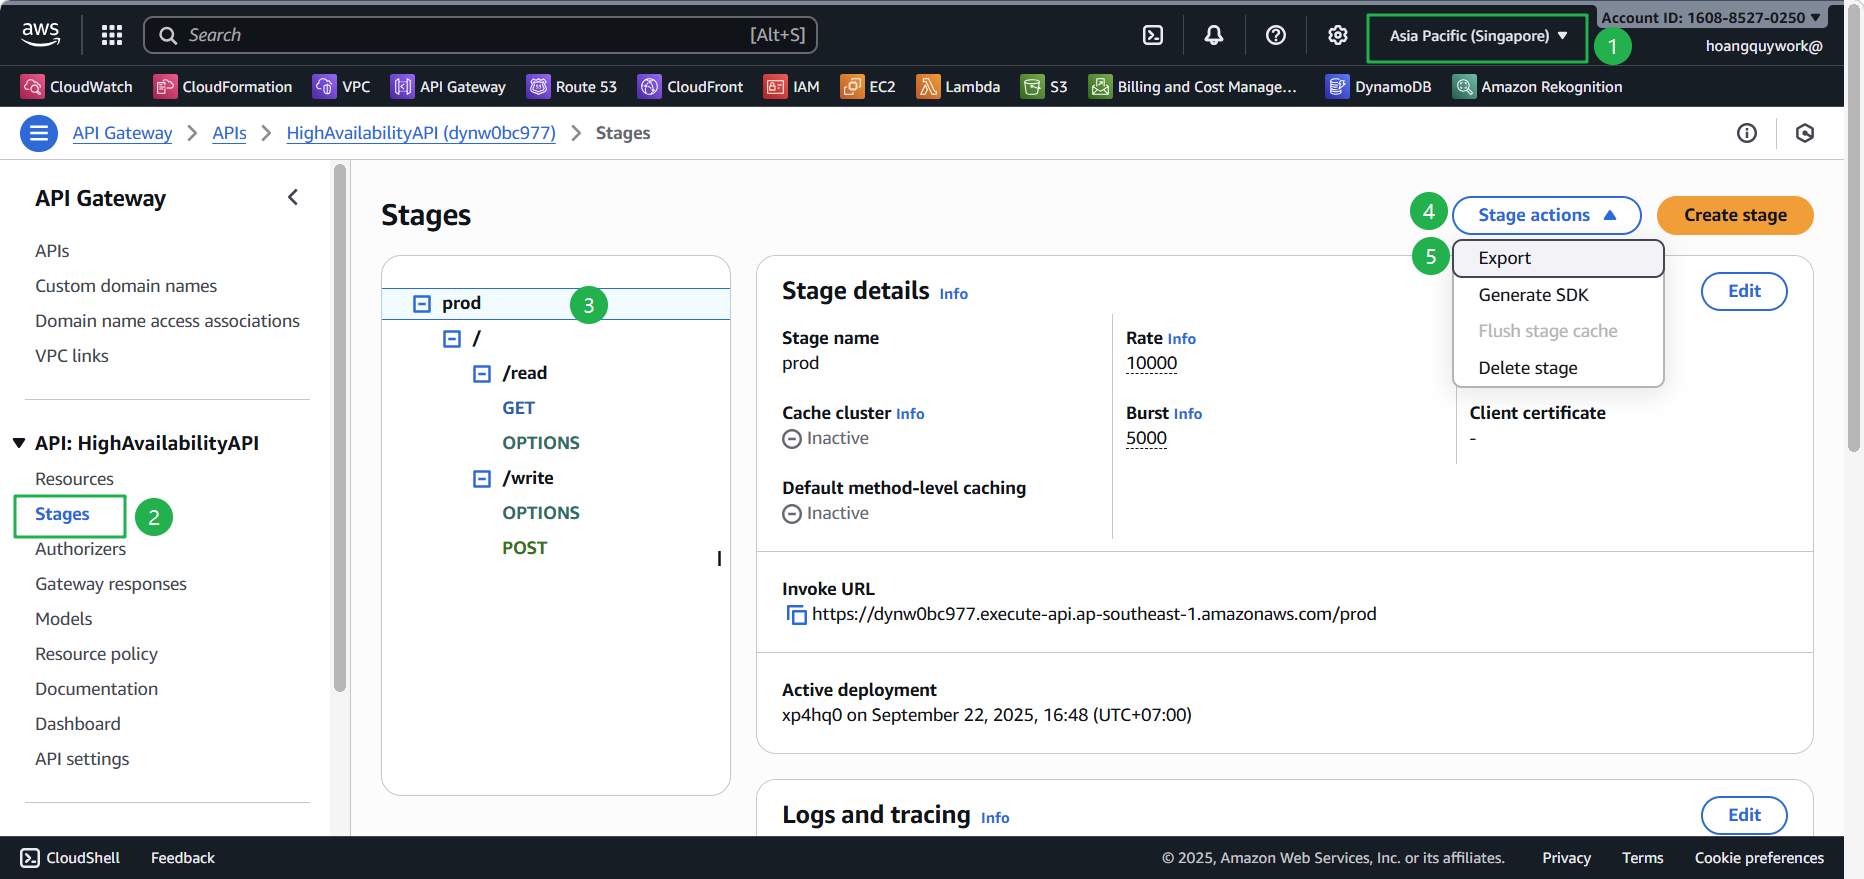 aws
Search [Alt+S]
Asia Pacific (Singapore) ▼
1
Account ID: 1608-8527-0250 ▼
hoangquywork@
CloudWatch CloudFormation VPC API Gateway Route 53 CloudFront IAM EC2 Lambda S3 Billing and Cost Manage... DynamoDB Amazon Rekognition
API Gateway > APIs > HighAvailabilityAPI (dynw0bc977) > Stages
API Gateway
APIs
Custom domain names
Domain name access associations
VPC links
API: HighAvailabilityAPI
Resources
Stages
2
Authorizers
Gateway responses
Models
Resource policy
Documentation
Dashboard
API settings
Stages
4
Stage actions
Create stage
5
Export
Generate SDK
Flush stage cache
Delete stage
prod
3
/
/read
GET
OPTIONS
/write
OPTIONS
POST
Stage details Info
Edit
Stage name
prod
Rate Info
10000
Cache cluster Info
Inactive
Burst Info
5000
Client certificate
-
Default method-level caching
Inactive
Invoke URL
https://dynw0bc977.execute-api.ap-southeast-1.amazonaws.com/prod
Active deployment
xp4hq0 on September 22, 2025, 16:48 (UTC+07:00)
Logs and tracing Info
Edit
CloudShell Feedback © 2025, Amazon Web Services, Inc. or its affiliates. Privacy Terms Cookie preferences